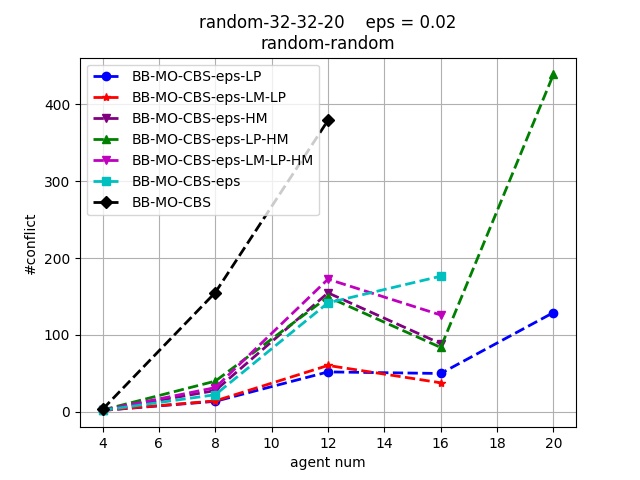 random-32-32-20    eps = 0.02
random-random
BB-MO-CBS-eps-LP
BB-MO-CBS-eps-LM-LP
BB-MO-CBS-eps-HM
BB-MO-CBS-eps-LP-HM
BB-MO-CBS-eps-LM-LP-HM
BB-MO-CBS-eps
BB-MO-CBS
#conflict
400
300
200
100
0
4 6 8 10 12 14 16 18 20
agent num